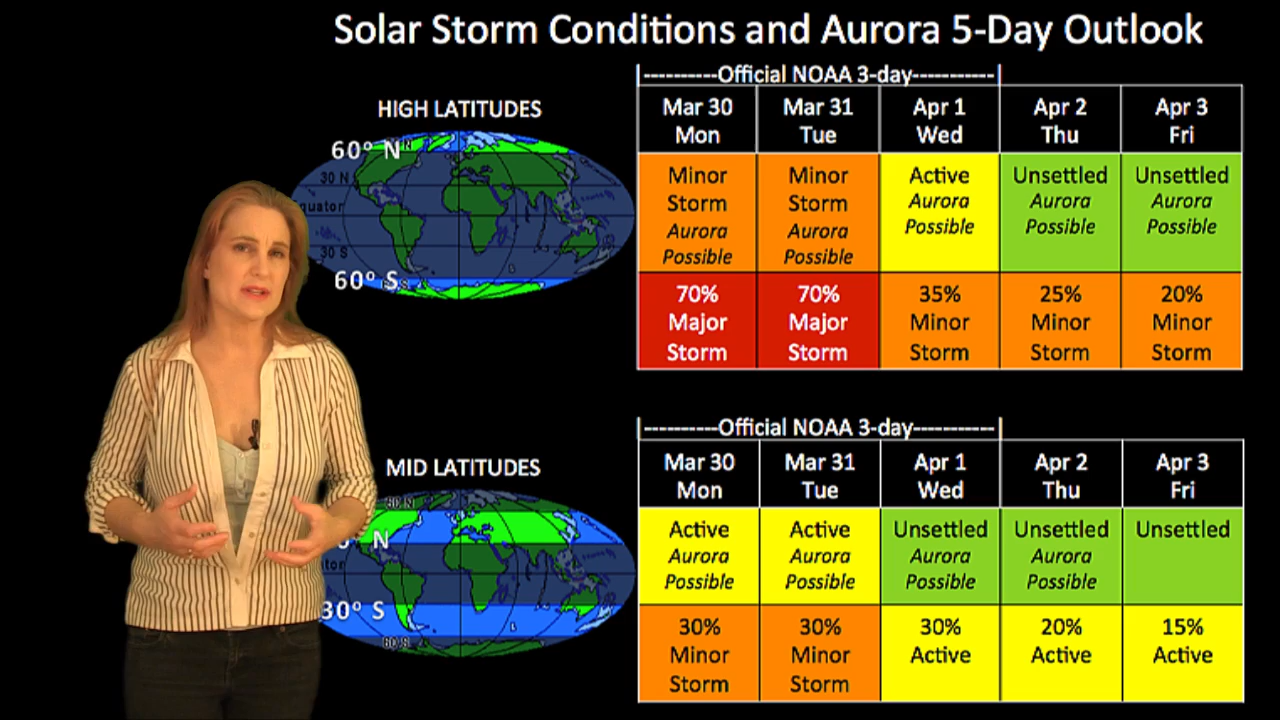 Solar Storm Conditions and Aurora 5-Day Outlook
|----------Official NOAA 3-day-----------|
HIGH LATITUDES
60º N
30 N
Equator
30 S
60º S
Mar 30 Mon
Mar 31 Tue
Apr 1 Wed
Apr 2 Thu
Apr 3 Fri
Minor Storm Aurora Possible
Minor Storm Aurora Possible
Active Aurora Possible
Unsettled Aurora Possible
Unsettled Aurora Possible
70% Major Storm
70% Major Storm
35% Minor Storm
25% Minor Storm
20% Minor Storm
|----------Official NOAA 3-day-----------|
MID LATITUDES
60 N
N
30º S
60 S
Mar 30 Mon
Mar 31 Tue
Apr 1 Wed
Apr 2 Thu
Apr 3 Fri
Active Aurora Possible
Active Aurora Possible
Unsettled Aurora Possible
Unsettled Aurora Possible
Unsettled
30% Minor Storm
30% Minor Storm
30% Active
20% Active
15% Active